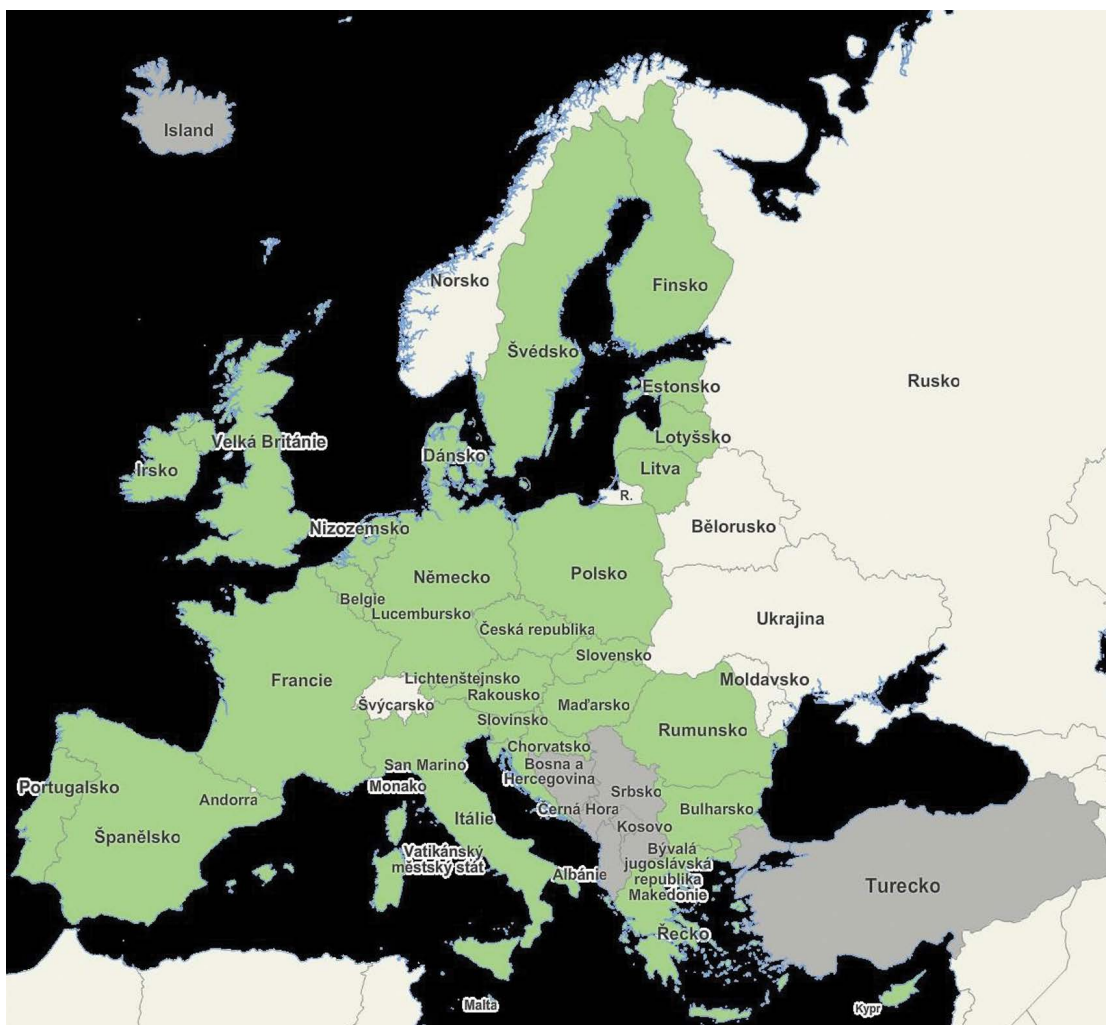 Island
Norsko
Finsko
Švédsko
Rusko
Estonsko
Velká Británie
Lotyšsko
Dánsko
Irsko
Litva
R.
Nizozemsko
Bělorusko
Německo
Polsko
Belgie
Lucembursko
Ukrajina
Česká republika
Slovensko
Francie
Lichtenštejnsko
Moldavsko
Rakousko
Švýcarsko
Maďarsko
Slovinsko
Rumunsko
Chorvatsko
San Marino
Bosna a
Hercegovina
Portugalsko
Monako
Srbsko
Andorra
Černá Hora
Bulharsko
Itálie
Kosovo
Španělsko
Bývalá
jugoslávská
republika
Makedonie
Vatikánský
městský stát
Albánie
Turecko
Řecko
Malta
Kypr